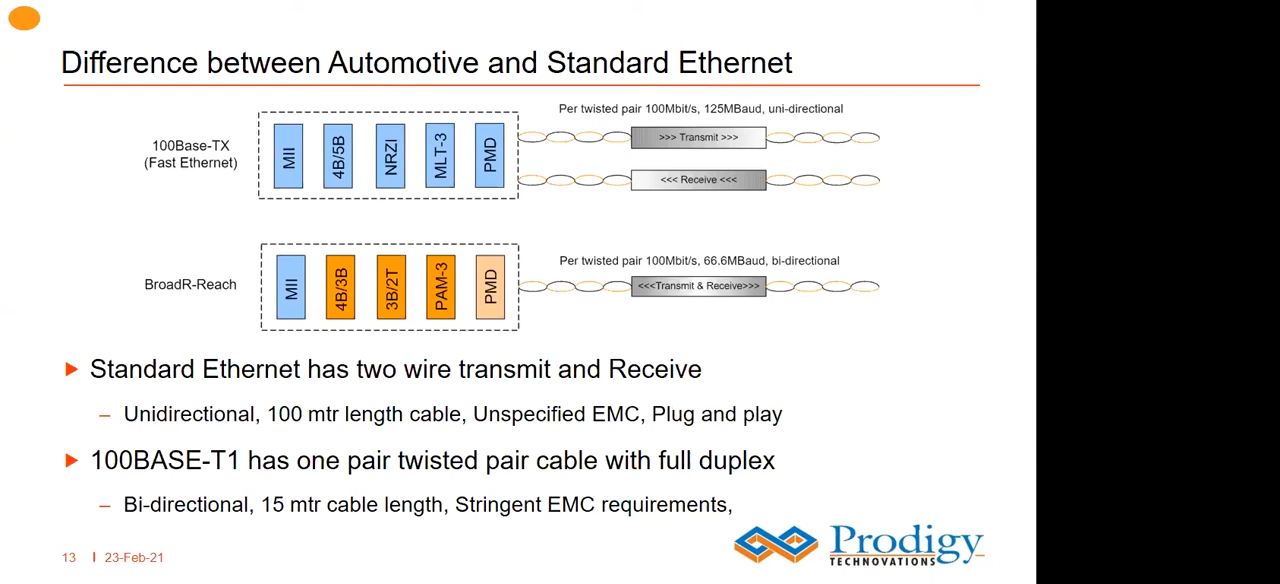 Difference between Automotive and Standard Ethernet
Per twisted pair 100Mbit/s, 125MBaud, uni-directional
100Base-TX
(Fast Ethernet)
MII
4B/5B
NRZI
MLT-3
PMD
>>> Transmit >>>
<<< Receive <<<
Per twisted pair 100Mbit/s, 66.6MBaud, bi-directional
BroadR-Reach
MII
4B/3B
3B/2T
PAM-3
PMD
<<<Transmit & Receive>>>
Standard Ethernet has two wire transmit and Receive
– Unidirectional, 100 mtr length cable, Unspecified EMC, Plug and play
100BASE-T1 has one pair twisted pair cable with full duplex
– Bi-directional, 15 mtr cable length, Stringent EMC requirements,
Prodigy
TECHNOVATIONS
13 I 23-Feb-21